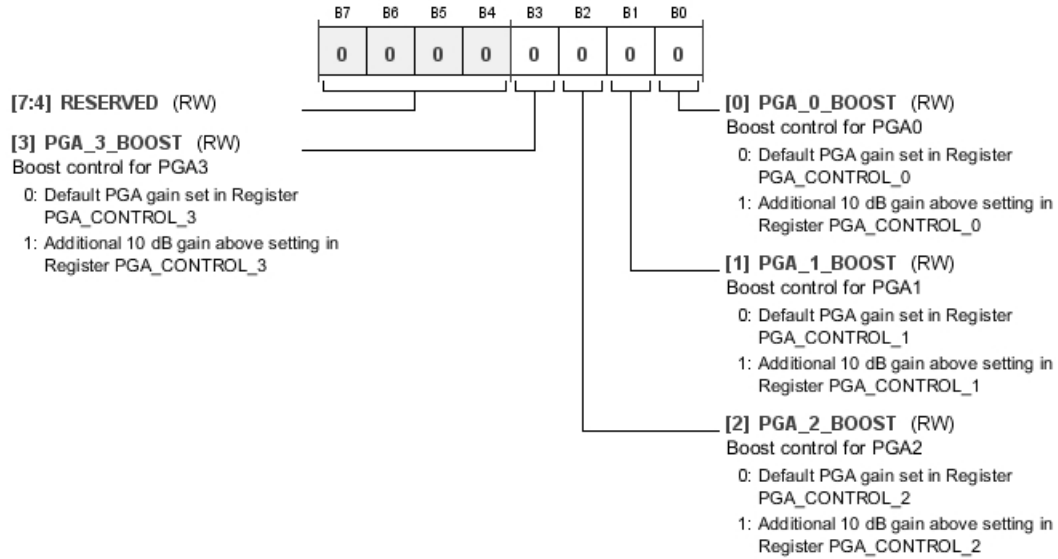 B7 B6 B5 B4 B3 B2 B1 B0
0 0 0 0 0 0 0 0
[7:4] RESERVED (RW)
[3] PGA_3_BOOST (RW)
Boost control for PGA3
0: Default PGA gain set in Register
PGA_CONTROL_3
1: Additional 10 dB gain above setting in
Register PGA_CONTROL_3
[0] PGA_0_BOOST (RW)
Boost control for PGA0
0: Default PGA gain set in Register
PGA_CONTROL_0
1: Additional 10 dB gain above setting in
Register PGA_CONTROL_0
[1] PGA_1_BOOST (RW)
Boost control for PGA1
0: Default PGA gain set in Register
PGA_CONTROL_1
1: Additional 10 dB gain above setting in
Register PGA_CONTROL_1
[2] PGA_2_BOOST (RW)
Boost control for PGA2
0: Default PGA gain set in Register
PGA_CONTROL_2
1: Additional 10 dB gain above setting in
Register PGA_CONTROL_2